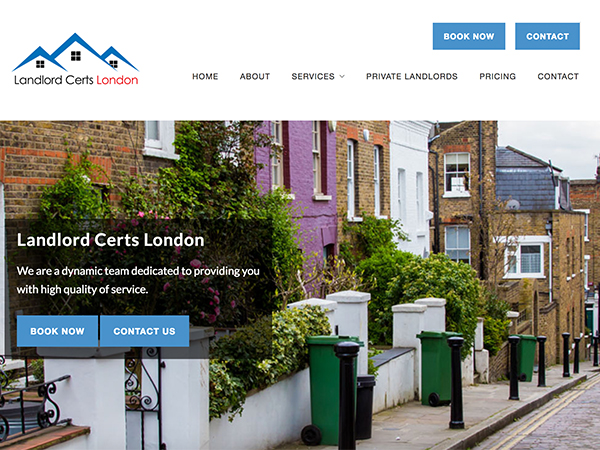 BOOK NOW
CONTACT
Landlord Certs London
HOME
ABOUT
SERVICES
PRIVATE LANDLORDS
PRICING
CONTACT
Landlord Certs London
We are a dynamic team dedicated to providing you
with high quality of service.
BOOK NOW
CONTACT US